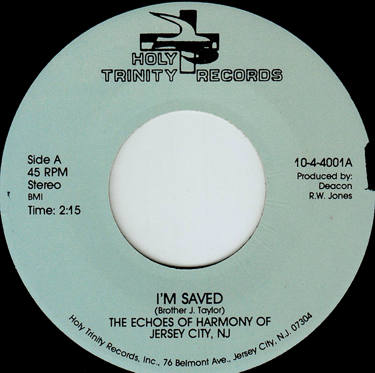 HOLY
TRINITY RECORDS
Side A
45 RPM
Stereo
BMI
Time: 2:15
10-4-4001A
Produced by:
Deacon
R.W. Jones
I'M SAVED
(Brother J. Taylor)
THE ECHOES OF HARMONY OF
JERSEY CITY, NJ
Holy Trinity Records, Inc., 76 Belmont Ave., Jersey City, N.J. 07304